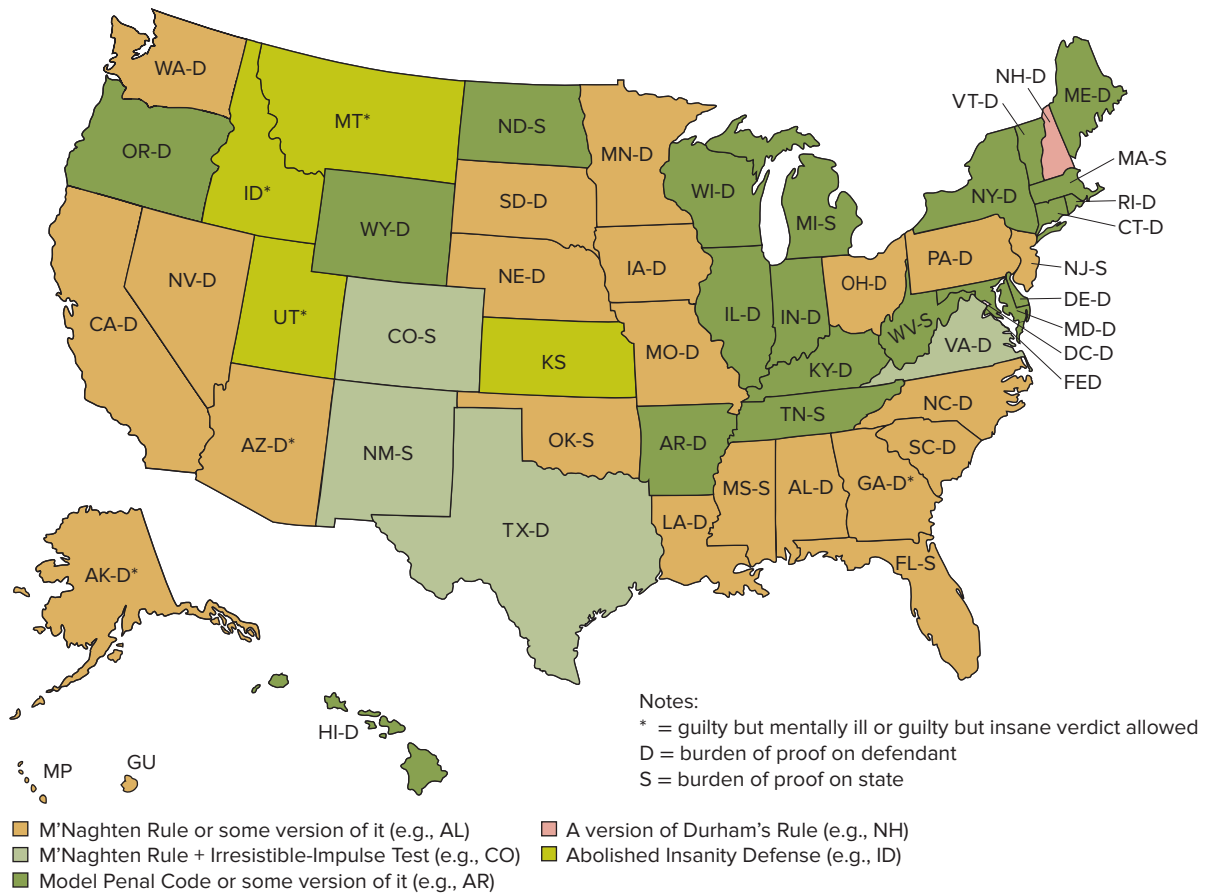 WA-D
MT*
ND-S
MN-D
NH-D
VT-D
ME-D
OR-D
ID*
SD-D
WI-D
MI-S
NY-D
MA-S
RI-D
CT-D
WY-D
NV-D
NE-D
IA-D
PA-D
NJ-S
OH-D
CA-D
UT*
CO-S
KS
MO-D
IL-D
IN-D
WV-S
VA-D
DE-D
MD-D
DC-D
FED
KY-D
AZ-D*
NM-S
OK-S
AR-D
TN-S
NC-D
SC-D
MS-S
AL-D
GA-D*
TX-D
LA-D
FL-S
AK-D*
HI-D
MP
GU
Notes:
* = guilty but mentally ill or guilty but insane verdict allowed
D = burden of proof on defendant
S = burden of proof on state
M’Naghten Rule or some version of it (e.g., AL)
M’Naghten Rule + Irresistible-Impulse Test (e.g., CO)
Model Penal Code or some version of it (e.g., AR)
A version of Durham’s Rule (e.g., NH)
Abolished Insanity Defense (e.g., ID)